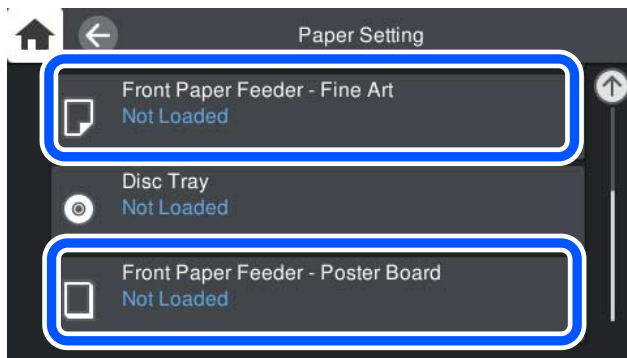 Paper Setting
Front Paper Feeder - Fine Art
Not Loaded
Disc Tray
Not Loaded
Front Paper Feeder - Poster Board
Not Loaded